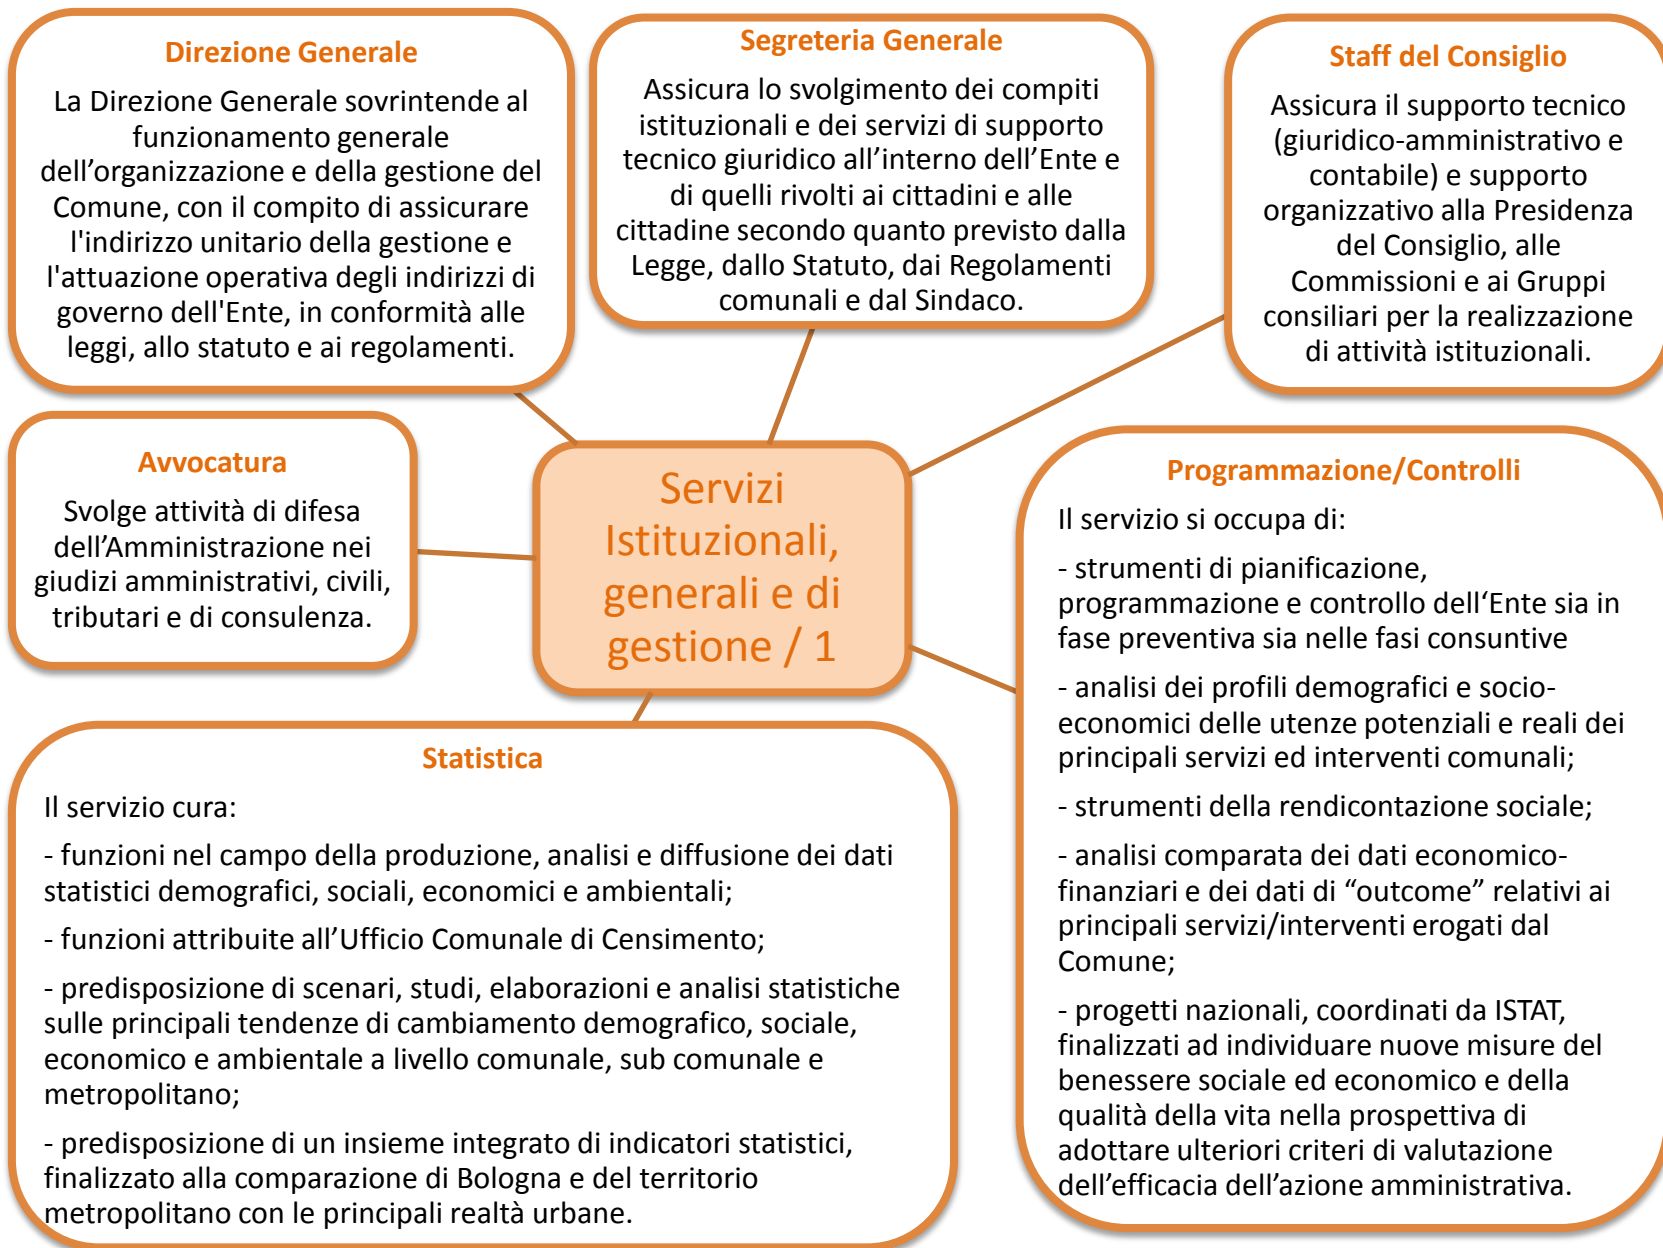 Direzione Generale
La Direzione Generale sovrintende al
funzionamento generale
dell’organizzazione e della gestione del
Comune, con il compito di assicurare
l'indirizzo unitario della gestione e
l'attuazione operativa degli indirizzi di
governo dell'Ente, in conformità alle
leggi, allo statuto e ai regolamenti.
Segreteria Generale
Assicura lo svolgimento dei compiti
istituzionali e dei servizi di supporto
tecnico giuridico all’interno dell’Ente e
di quelli rivolti ai cittadini e alle
cittadine secondo quanto previsto dalla
Legge, dallo Statuto, dai Regolamenti
comunali e dal Sindaco.
Staff del Consiglio
Assicura il supporto tecnico
(giuridico-amministrativo e
contabile) e supporto
organizzativo alla Presidenza
del Consiglio, alle
Commissioni e ai Gruppi
consiliari per la realizzazione
di attività istituzionali.
Avvocatura
Svolge attività di difesa
dell’Amministrazione nei
giudizi amministrativi, civili,
tributari e di consulenza.
Servizi
Istituzionali,
generali e di
gestione / 1
Programmazione/Controlli
Il servizio si occupa di:
- strumenti di pianificazione,
programmazione e controllo dell‘Ente sia in
fase preventiva sia nelle fasi consuntive
- analisi dei profili demografici e socio-
economici delle utenze potenziali e reali dei
principali servizi ed interventi comunali;
- strumenti della rendicontazione sociale;
- analisi comparata dei dati economico-
finanziari e dei dati di “outcome” relativi ai
principali servizi/interventi erogati dal
Comune;
- progetti nazionali, coordinati da ISTAT,
finalizzati ad individuare nuove misure del
benessere sociale ed economico e della
qualità della vita nella prospettiva di
adottare ulteriori criteri di valutazione
dell’efficacia dell’azione amministrativa.
Statistica
Il servizio cura:
- funzioni nel campo della produzione, analisi e diffusione dei dati
statistici demografici, sociali, economici e ambientali;
- funzioni attribuite all’Ufficio Comunale di Censimento;
- predisposizione di scenari, studi, elaborazioni e analisi statistiche
sulle principali tendenze di cambiamento demografico, sociale,
economico e ambientale a livello comunale, sub comunale e
metropolitano;
- predisposizione di un insieme integrato di indicatori statistici,
finalizzato alla comparazione di Bologna e del territorio
metropolitano con le principali realtà urbane.